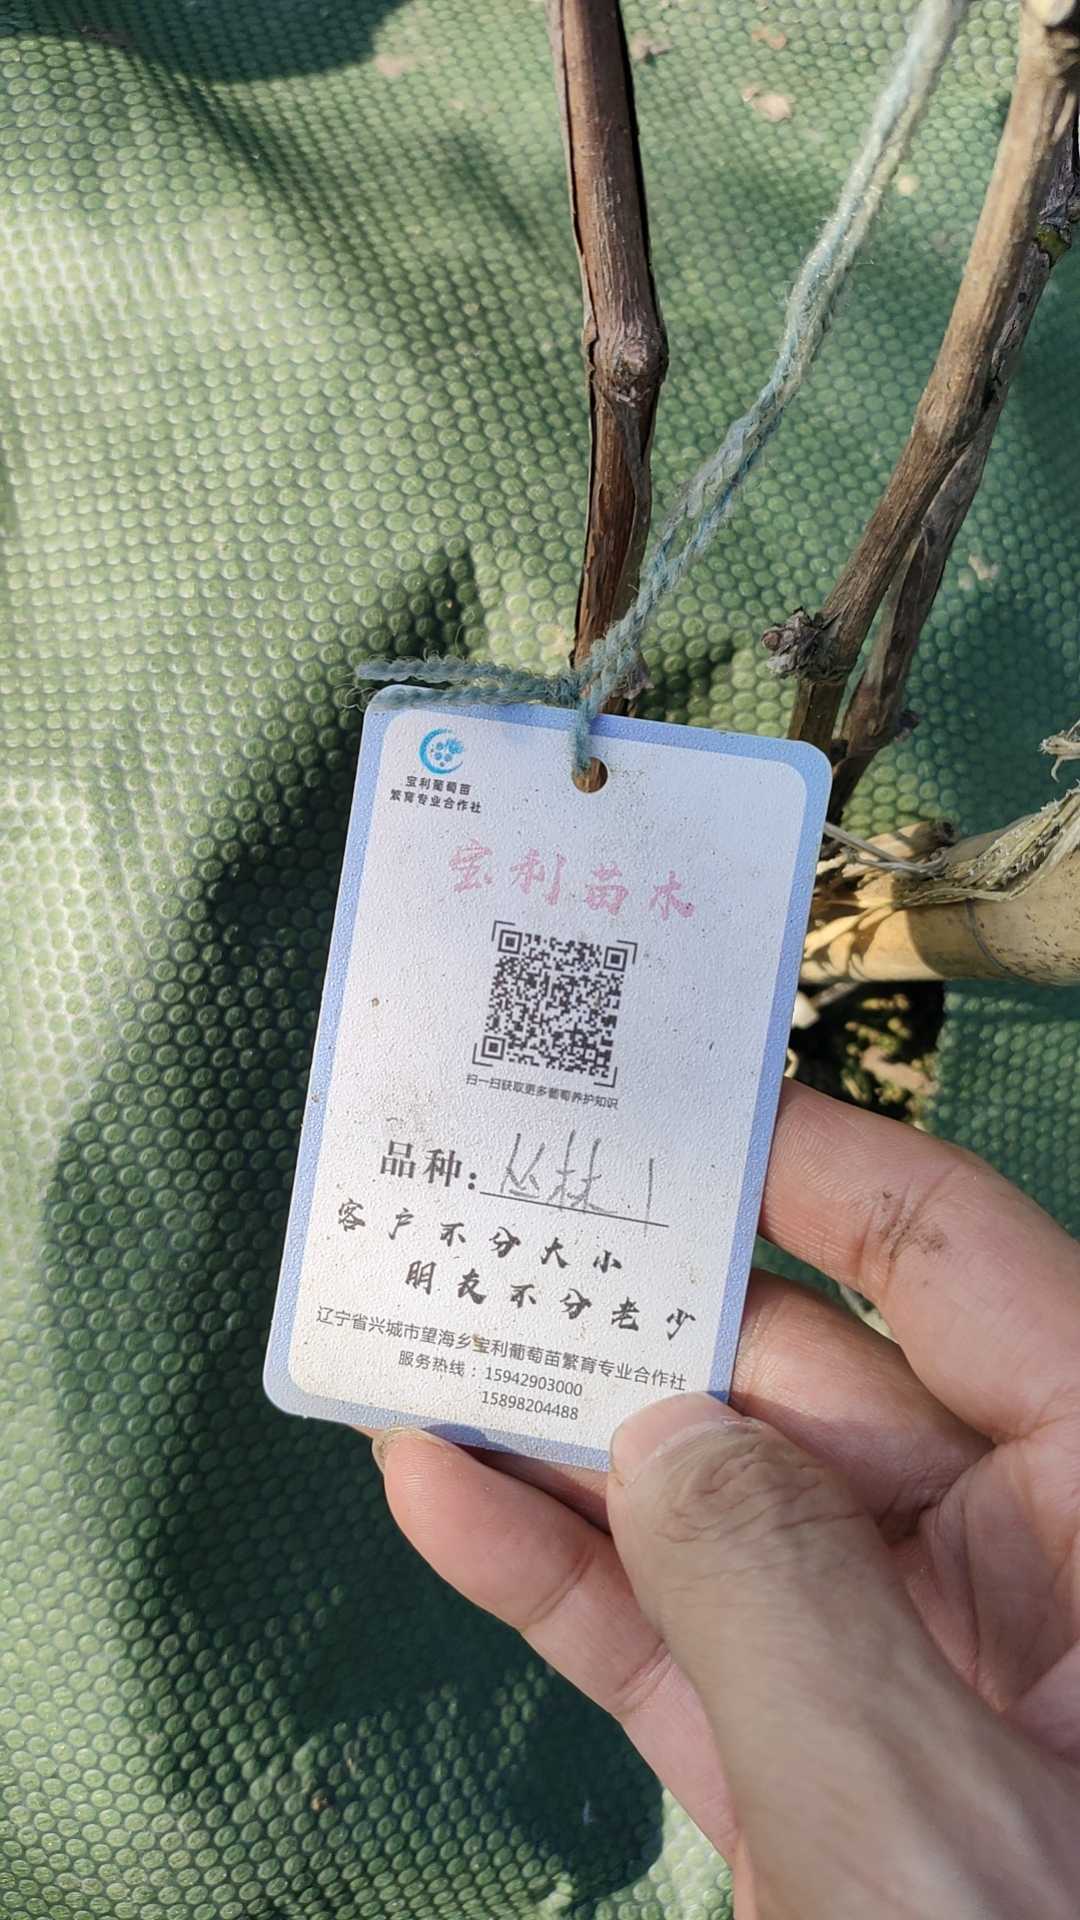 宝利葡萄苗
繁育专业合作社
宝利苗木
扫一扫获取更多葡萄养护知识
品种：丛林1
客户不分大小
朋友不分老少
辽宁省兴城市望海乡宝利葡萄苗繁育专业合作社
服务热线：15942903000
15898204488